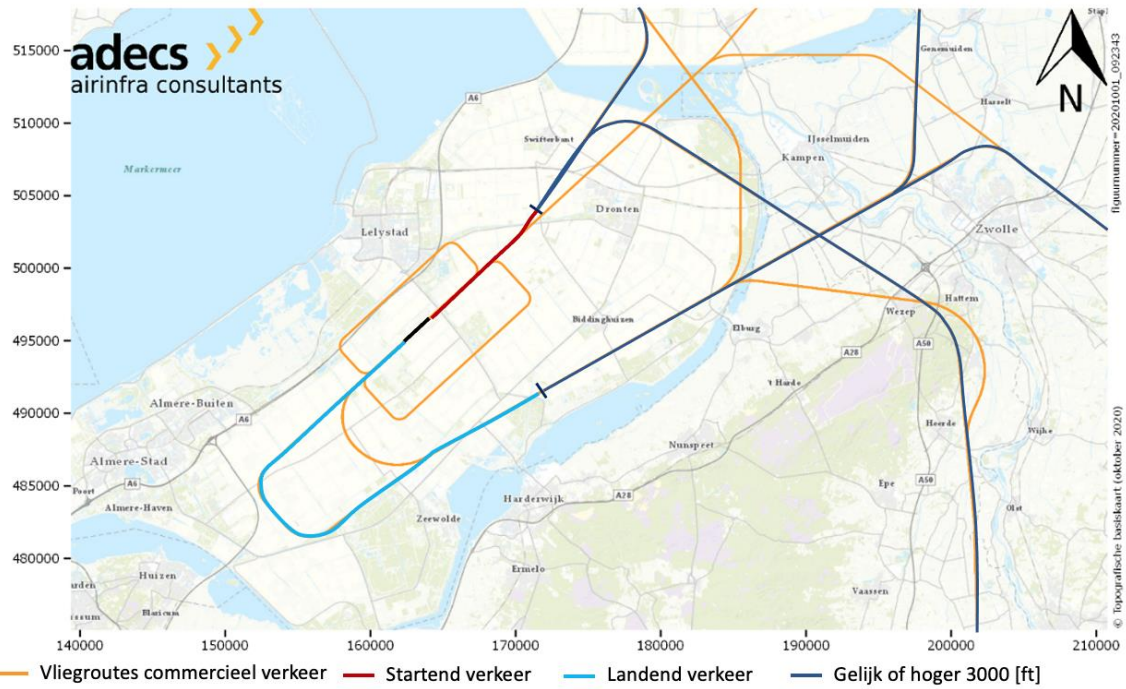 515000
510000
505000
500000
495000
490000
485000
480000
140000
150000
160000
170000
180000
190000
200000
210000
adecs
airinfra consultants
N
figuurnummer=20201001_092343
© Topografische basiskaart (oktober 2020)
Markermeer
A6
Swifterbant
Genemuiden
Hasselt
IJsselmuiden
Kampen
Lelystad
Dronten
Zwolle
Hattem
Wezep
Biddinghuizen
Elburg
A50
A28
't Harde
Almere-Buiten
A6
Heerde
Wijhe
Nunspeet
Almere-Stad
A6
Poort
Almere-Haven
Harderwijk
A28
Epe
A50
Olst
Zeewolde
Huizen
Ermelo
Vaassen
Blaricum
Vliegroutes commercieel verkeer
Startend verkeer
Landend verkeer
Gelijk of hoger 3000 [ft]